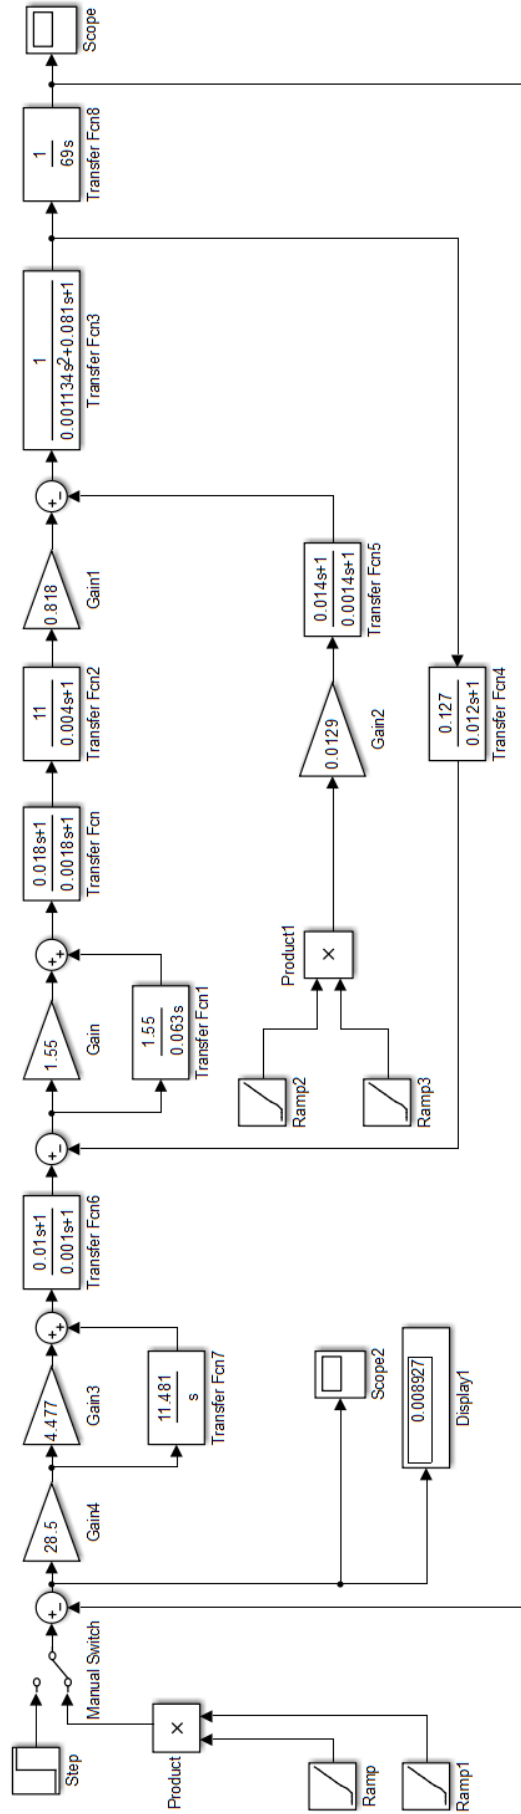 Step
Manual Switch
+
-
28.5
Gain4
4.477
Gain3
11.481
s
Transfer Fcn7
+
+
0.01s+1
0.001s+1
Transfer Fcn6
+
-
1.55
Gain
1.55
0.063s
Transfer Fcn1
+
+
0.018s+1
0.0018s+1
Transfer Fcn
11
0.004s+1
Transfer Fcn2
0.818
Gain1
+
-
1
0.001134s²+0.081s+1
Transfer Fcn3
1
69s
Transfer Fcn8
Scope
×
Product
Ramp
Ramp1
Scope2
0.008927
Display1
Ramp2
Ramp3
Product1
×
0.0129
Gain2
0.014s+1
0.0014s+1
Transfer Fcn5
0.127
0.012s+1
Transfer Fcn4